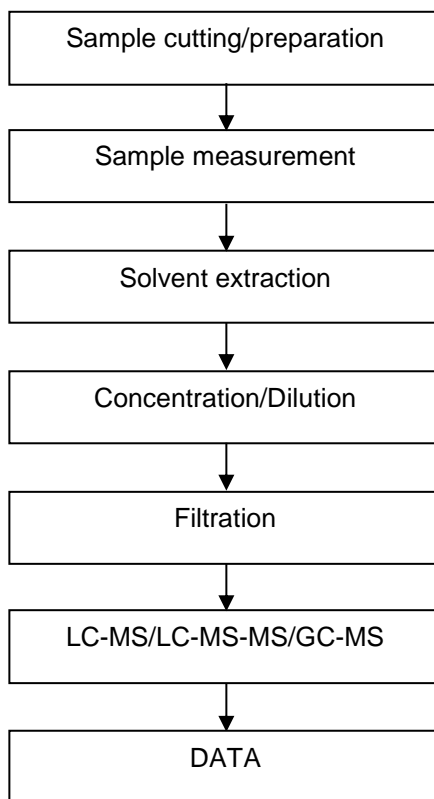 Sample cutting/preparation
Sample measurement
Solvent extraction
Concentration/Dilution
Filtration
LC-MS/LC-MS-MS/GC-MS
DATA